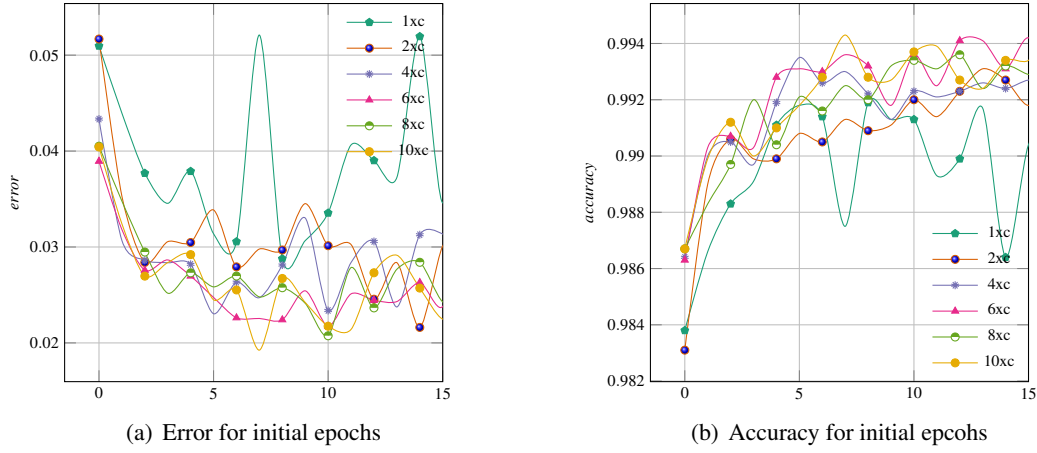 0.05
0.04
0.03
0.02
error
0
5
10
15
1xc
2xc
4xc
6xc
8xc
10xc
(a) Error for initial epochs
0.994
0.992
0.99
0.988
0.986
0.984
0.982
accuracy
0
5
10
15
1xc
2xc
4xc
6xc
8xc
10xc
(b) Accuracy for initial epcohs